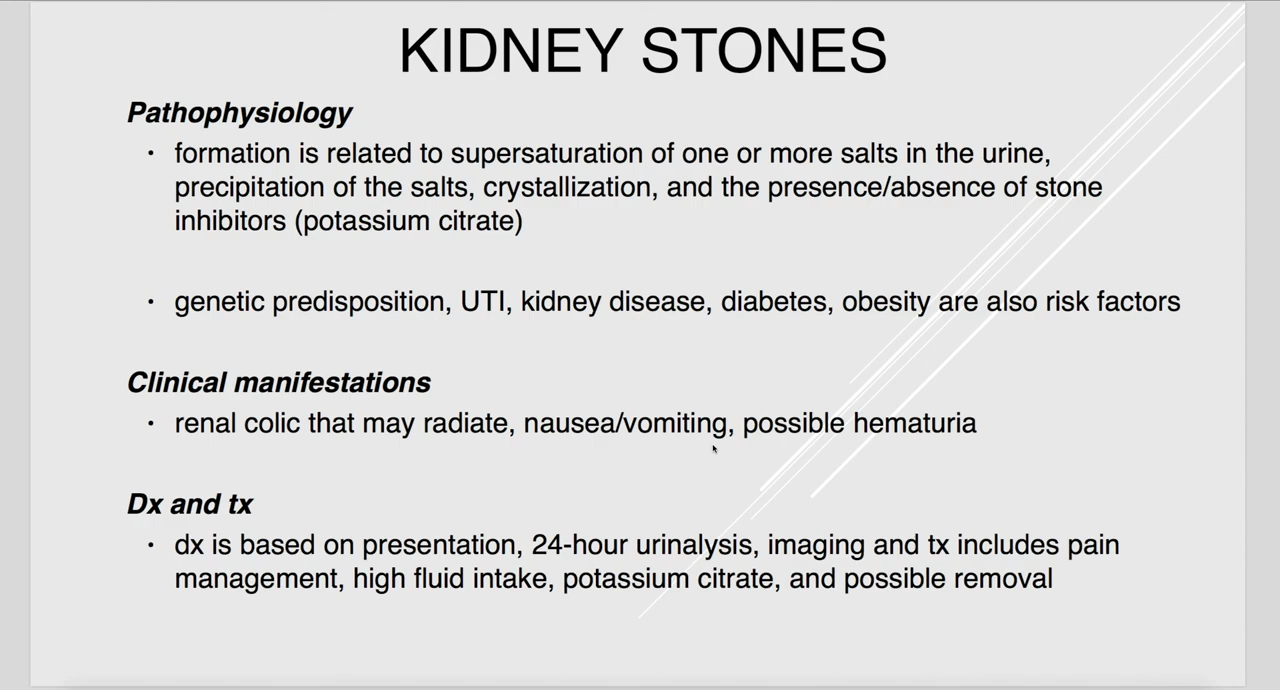 KIDNEY STONES
Pathophysiology
· formation is related to supersaturation of one or more salts in the urine,
precipitation of the salts, crystallization, and the presence/absence of stone
inhibitors (potassium citrate)
· genetic predisposition, UTI, kidney disease, diabetes, obesity are also risk factors
Clinical manifestations
· renal colic that may radiate, nausea/vomiting, possible hematuria
Dx and tx
· dx is based on presentation, 24-hour urinalysis, imaging and tx includes pain
management, high fluid intake, potassium citrate, and possible removal